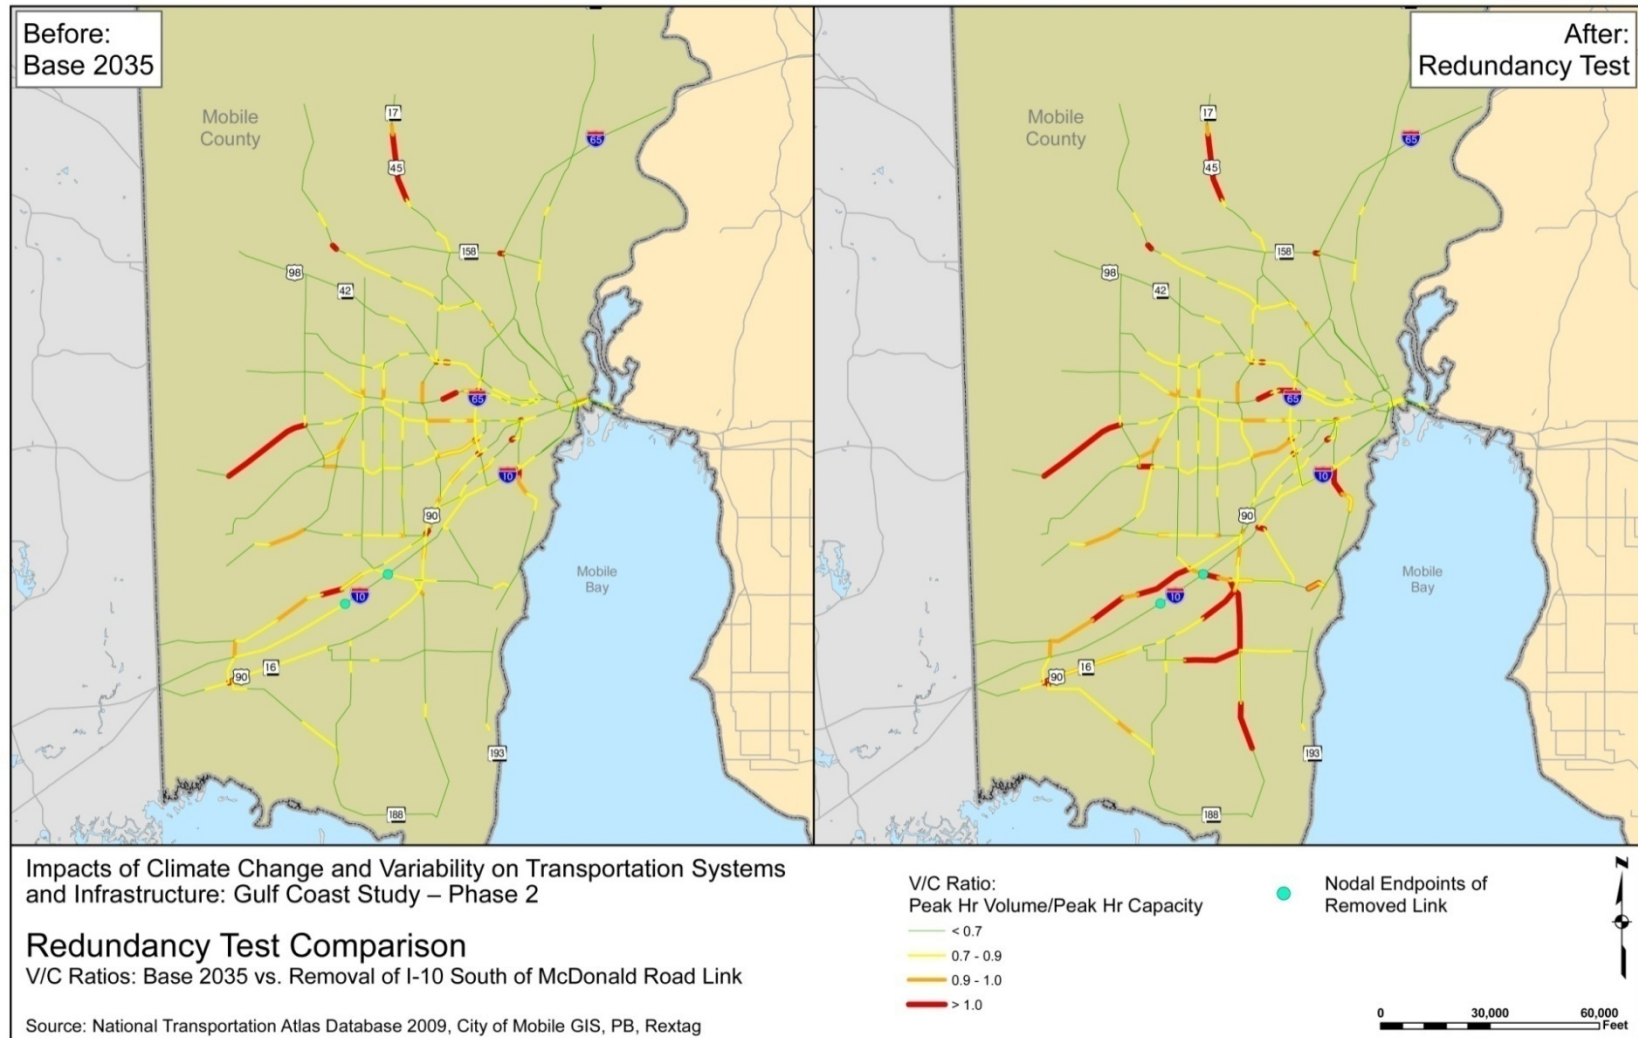 Before:
Base 2035
After:
Redundancy Test
Mobile
County
65
17
45
158
98
42
65
10
90
10
16
90
193
188
Mobile
Bay
Mobile
County
65
17
45
158
98
42
65
10
90
10
16
90
193
188
Mobile
Bay
Impacts of Climate Change and Variability on Transportation Systems
and Infrastructure: Gulf Coast Study – Phase 2
Redundancy Test Comparison
V/C Ratios: Base 2035 vs. Removal of I-10 South of McDonald Road Link
Source: National Transportation Atlas Database 2009, City of Mobile GIS, PB, Rextag
V/C Ratio:
Peak Hr Volume/Peak Hr Capacity
< 0.7
0.7 - 0.9
0.9 - 1.0
> 1.0
Nodal Endpoints of
Removed Link
N
0 30,000 60,000
Feet